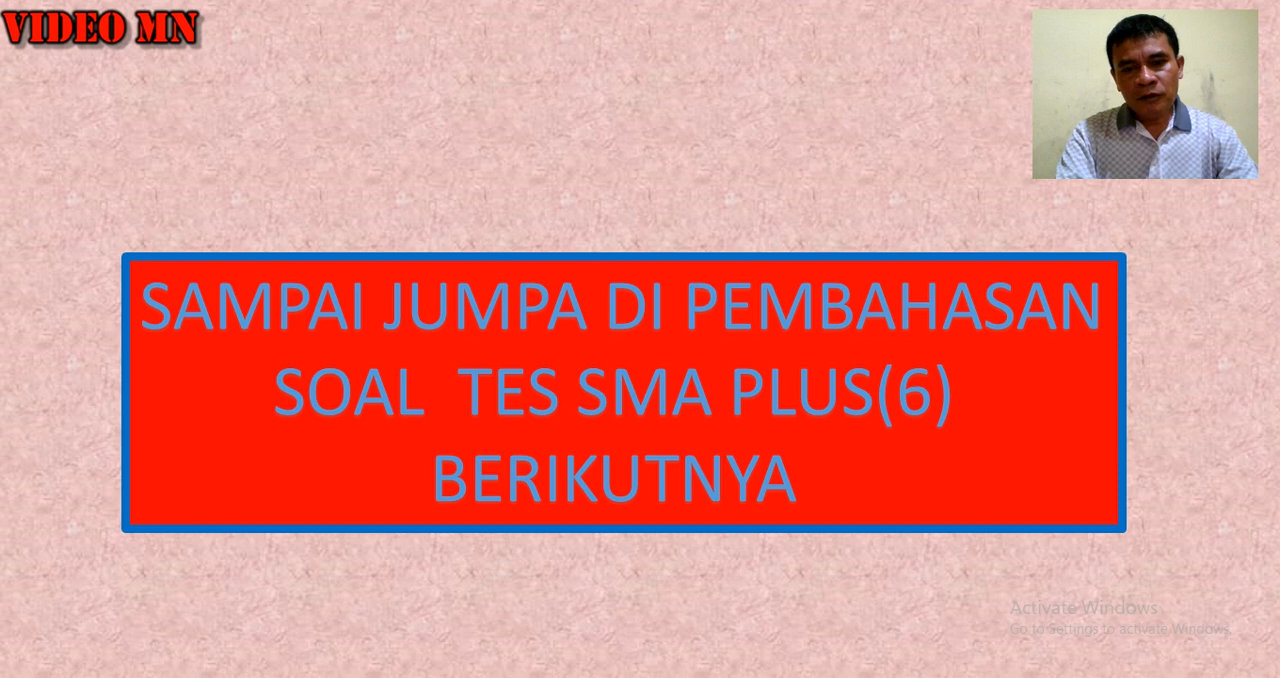 VIDEO MN
SAMPAI JUMPA DI PEMBAHASAN
SOAL TES SMA PLUS(6)
BERIKUTNYA
Activate Windows
Go to Settings to activate Windows.